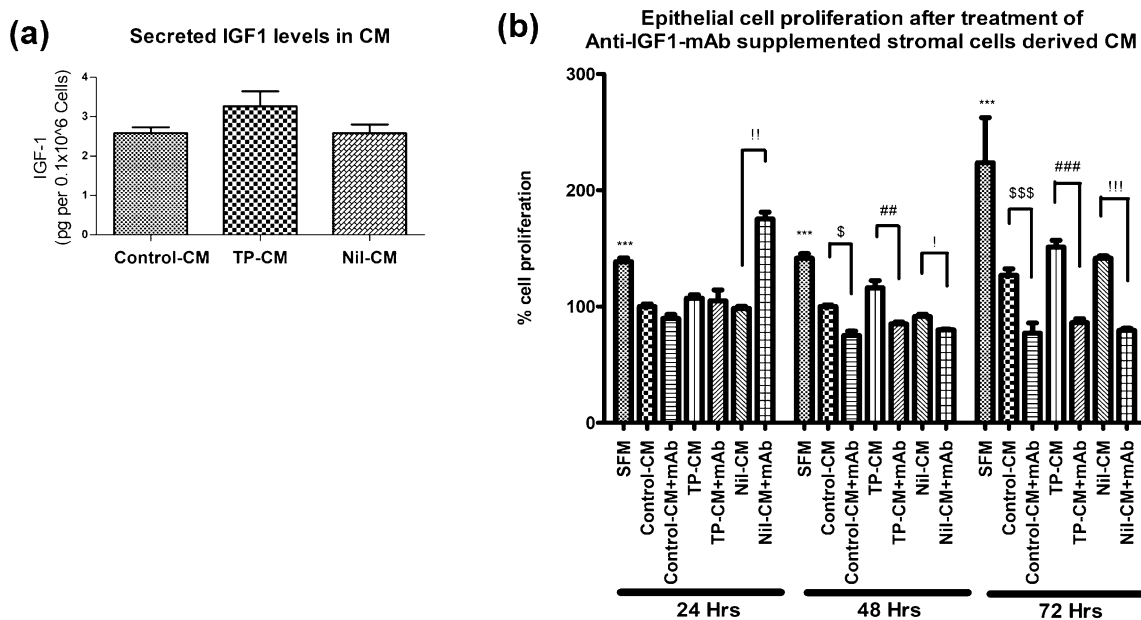 (a)
Secreted IGF1 levels in CM
IGF-1
(pg per 0.1x10^6 Cells)
4
3
2
1
0
Control-CM TP-CM Nil-CM
(b)
Epithelial cell proliferation after treatment of
Anti-IGF1-mAb supplemented stromal cells derived CM
% cell proliferation
300
200
100
0
***
!!
***
$
##
!
***
$$$
###
!!!
SFM
Control-CM
Control-CM+mAb
TP-CM
TP-CM+mAb
Nil-CM
Nil-CM+mAb
SFM
Control-CM
Control-CM+mAb
TP-CM
TP-CM+mAb
Nil-CM
Nil-CM+mAb
SFM
Control-CM
Control-CM+mAb
TP-CM
TP-CM+mAb
Nil-CM
Nil-CM+mAb
24 Hrs
48 Hrs
72 Hrs